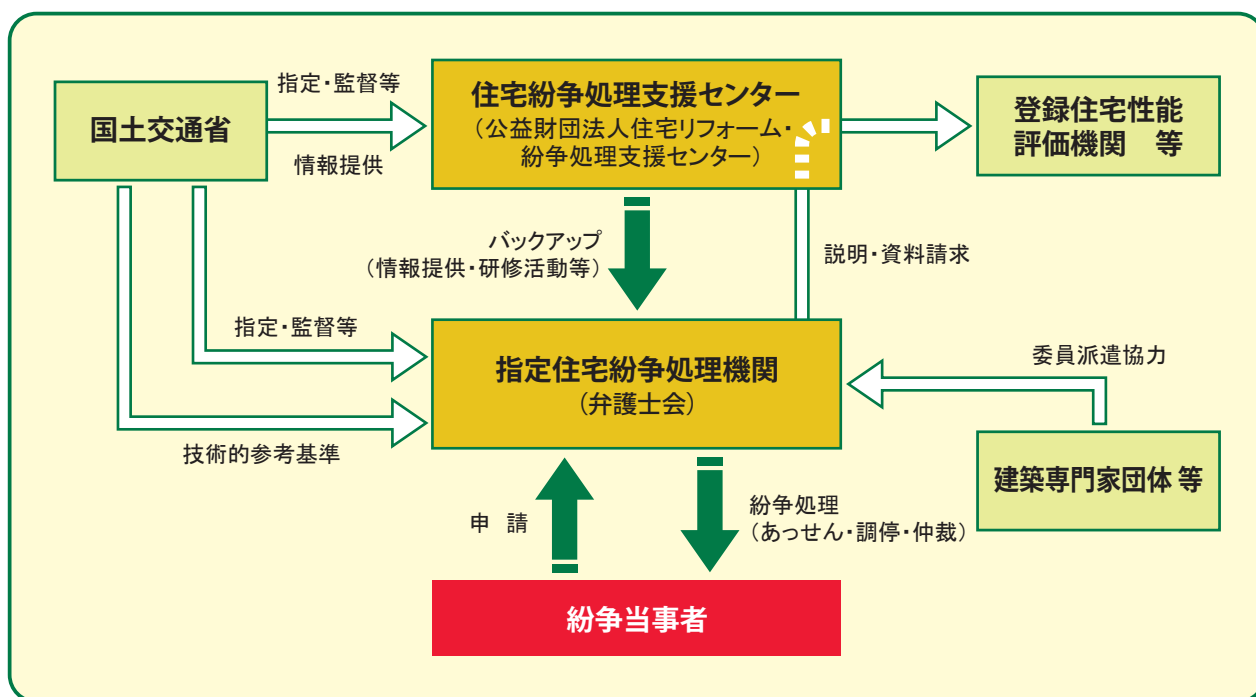 指定・監督等
国土交通省
情報提供
住宅紛争処理支援センター
(公益財団法人住宅リフォーム・
紛争処理支援センター)
登録住宅性能
評価機関　等
バックアップ
(情報提供・研修活動等)
説明・資料請求
指定・監督等
指定住宅紛争処理機関
(弁護士会)
委員派遣協力
技術的参考基準
建築専門家団体 等
申　請
紛争処理
(あっせん・調停・仲裁)
紛争当事者